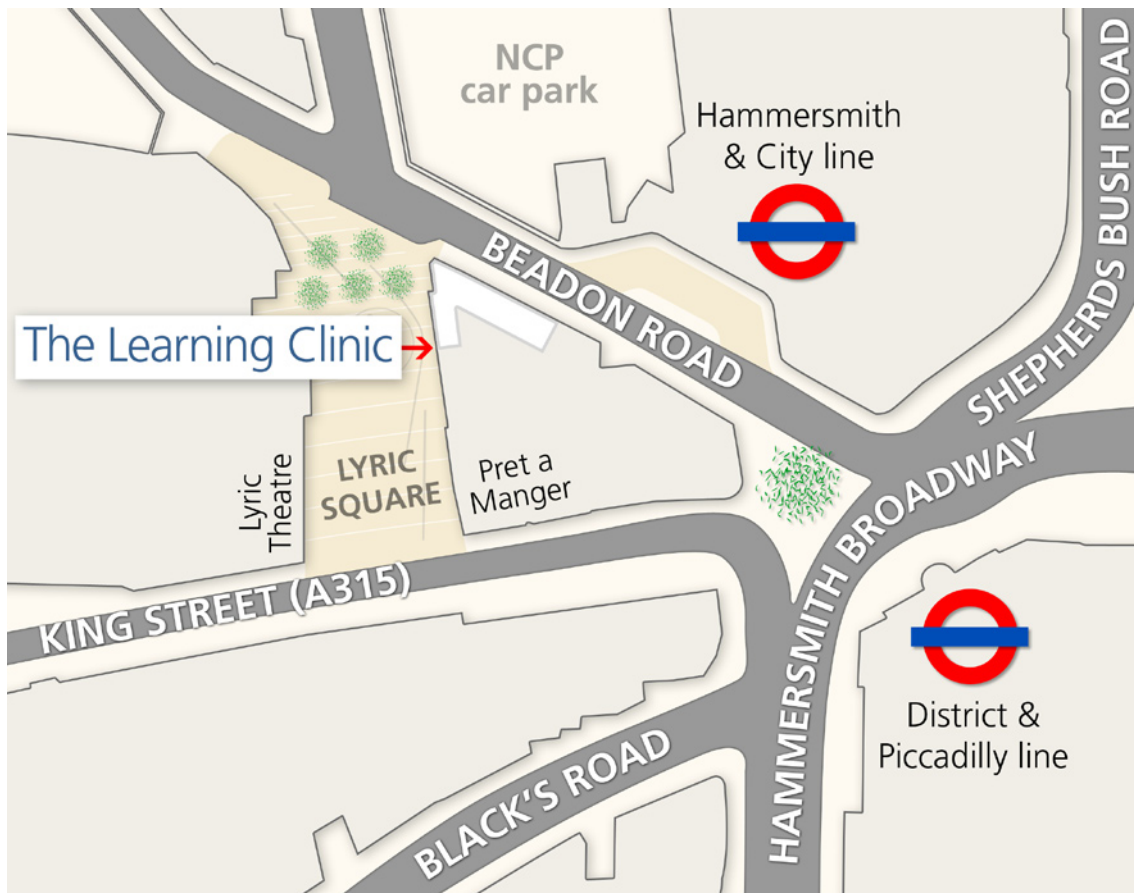 NCP
car park
Hammersmith
& City line
SHEPHERDS BUSH ROAD
BEADON ROAD
The Learning Clinic
Lyric
Theatre
LYRIC
SQUARE
Pret a
Manger
HAMMERSMITH BROADWAY
KING STREET (A315)
District &
Piccadilly line
BLACK'S ROAD